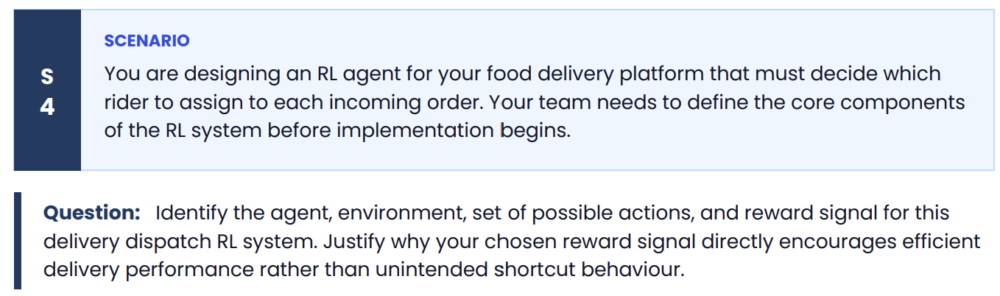 S
4
SCENARIO
You are designing an RL agent for your food delivery platform that must decide which
rider to assign to each incoming order. Your team needs to define the core components
of the RL system before implementation begins.
Question: Identify the agent, environment, set of possible actions, and reward signal for this
delivery dispatch RL system. Justify why your chosen reward signal directly encourages efficient
delivery performance rather than unintended shortcut behaviour.